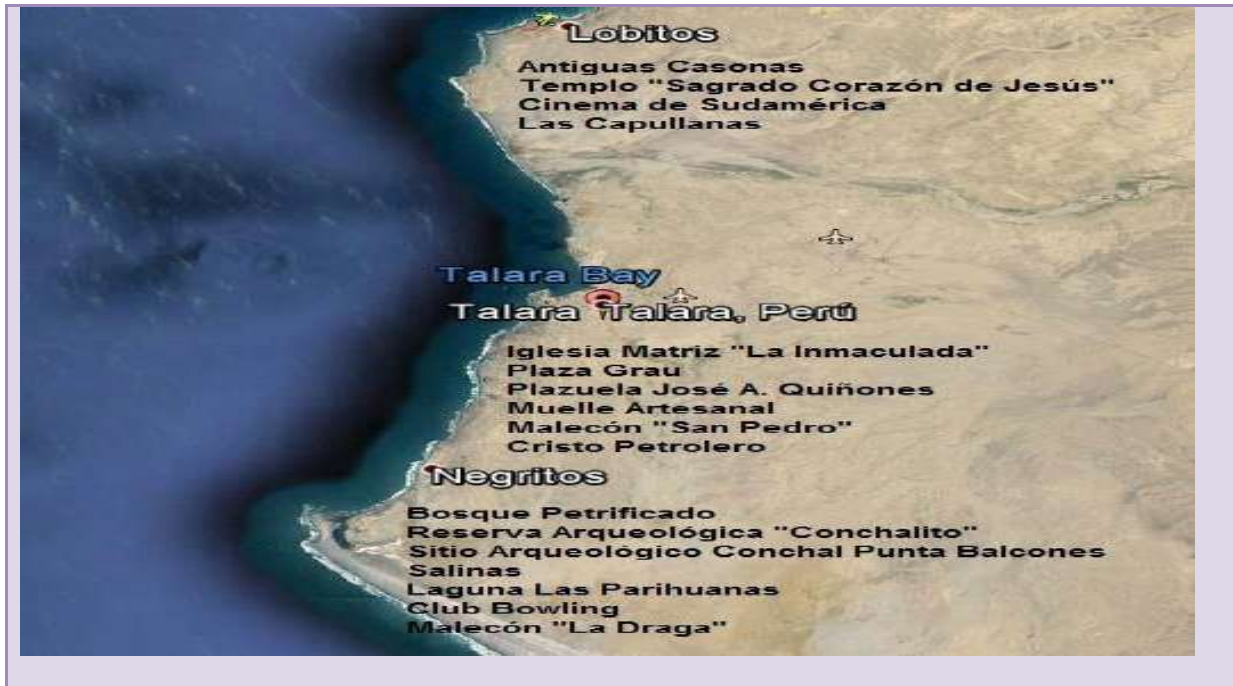 Lobitos
Antiguas Casonas
Templo "Sagrado Corazón de Jesús"
Cinema de Sudamérica
Las Capullanas
Talara Bay
Talara Talara, Perú
Iglesia Matriz "La Inmaculada"
Plaza Grau
Plazuela José A. Quiñones
Muelle Artesanal
Malecón "San Pedro"
Cristo Petrolero
Negritos
Bosque Petrificado
Reserva Arqueológica "Conchalito"
Sitio Arqueológico Conchal Punta Balcones
Salinas
Laguna Las Parihuanas
Club Bowling
Malecón "La Draga"